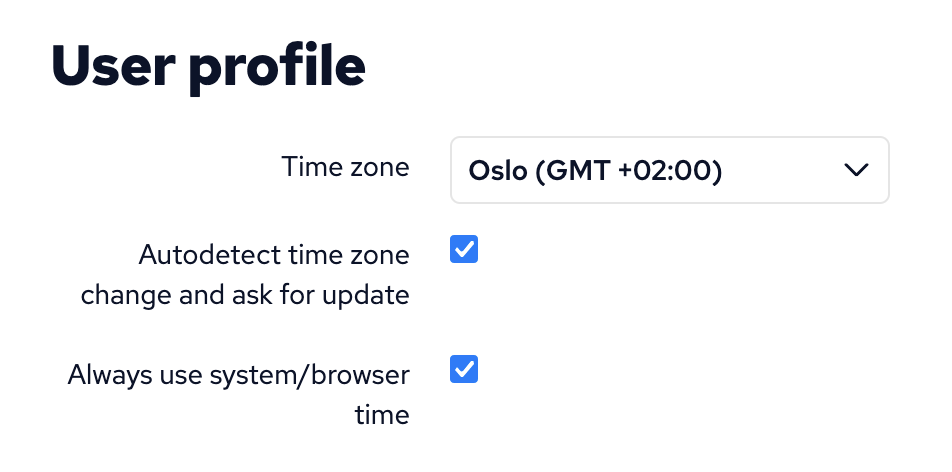 User profile
Time zone
Oslo (GMT +02:00)
Autodetect time zone
change and ask for update
Always use system/browser
time